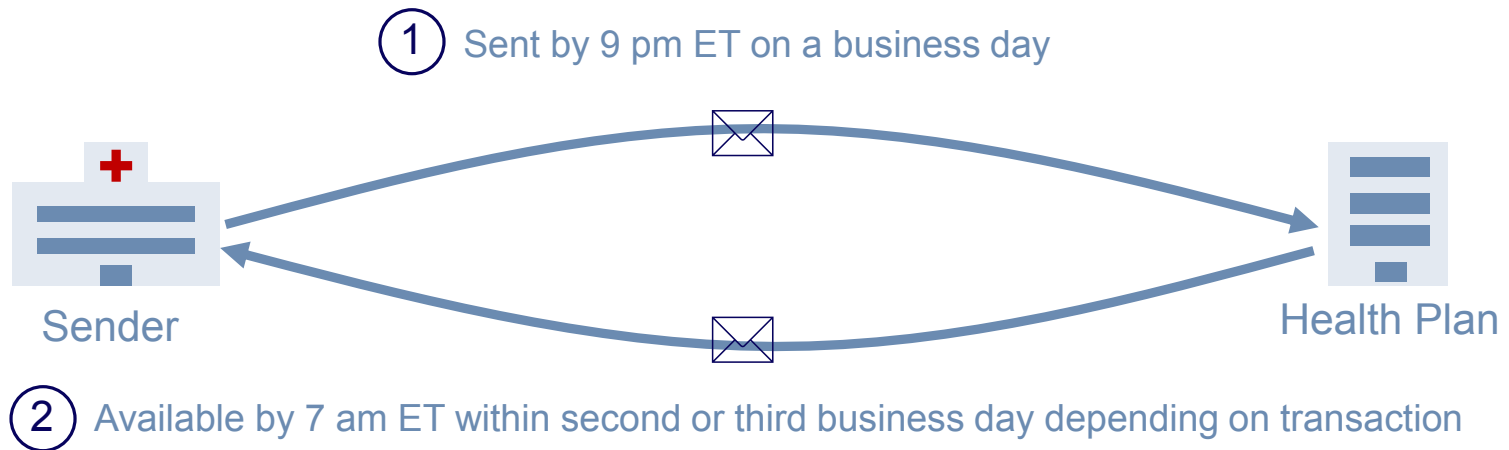 1 Sent by 9 pm ET on a business day
Sender
Health Plan
2 Available by 7 am ET within second or third business day depending on transaction